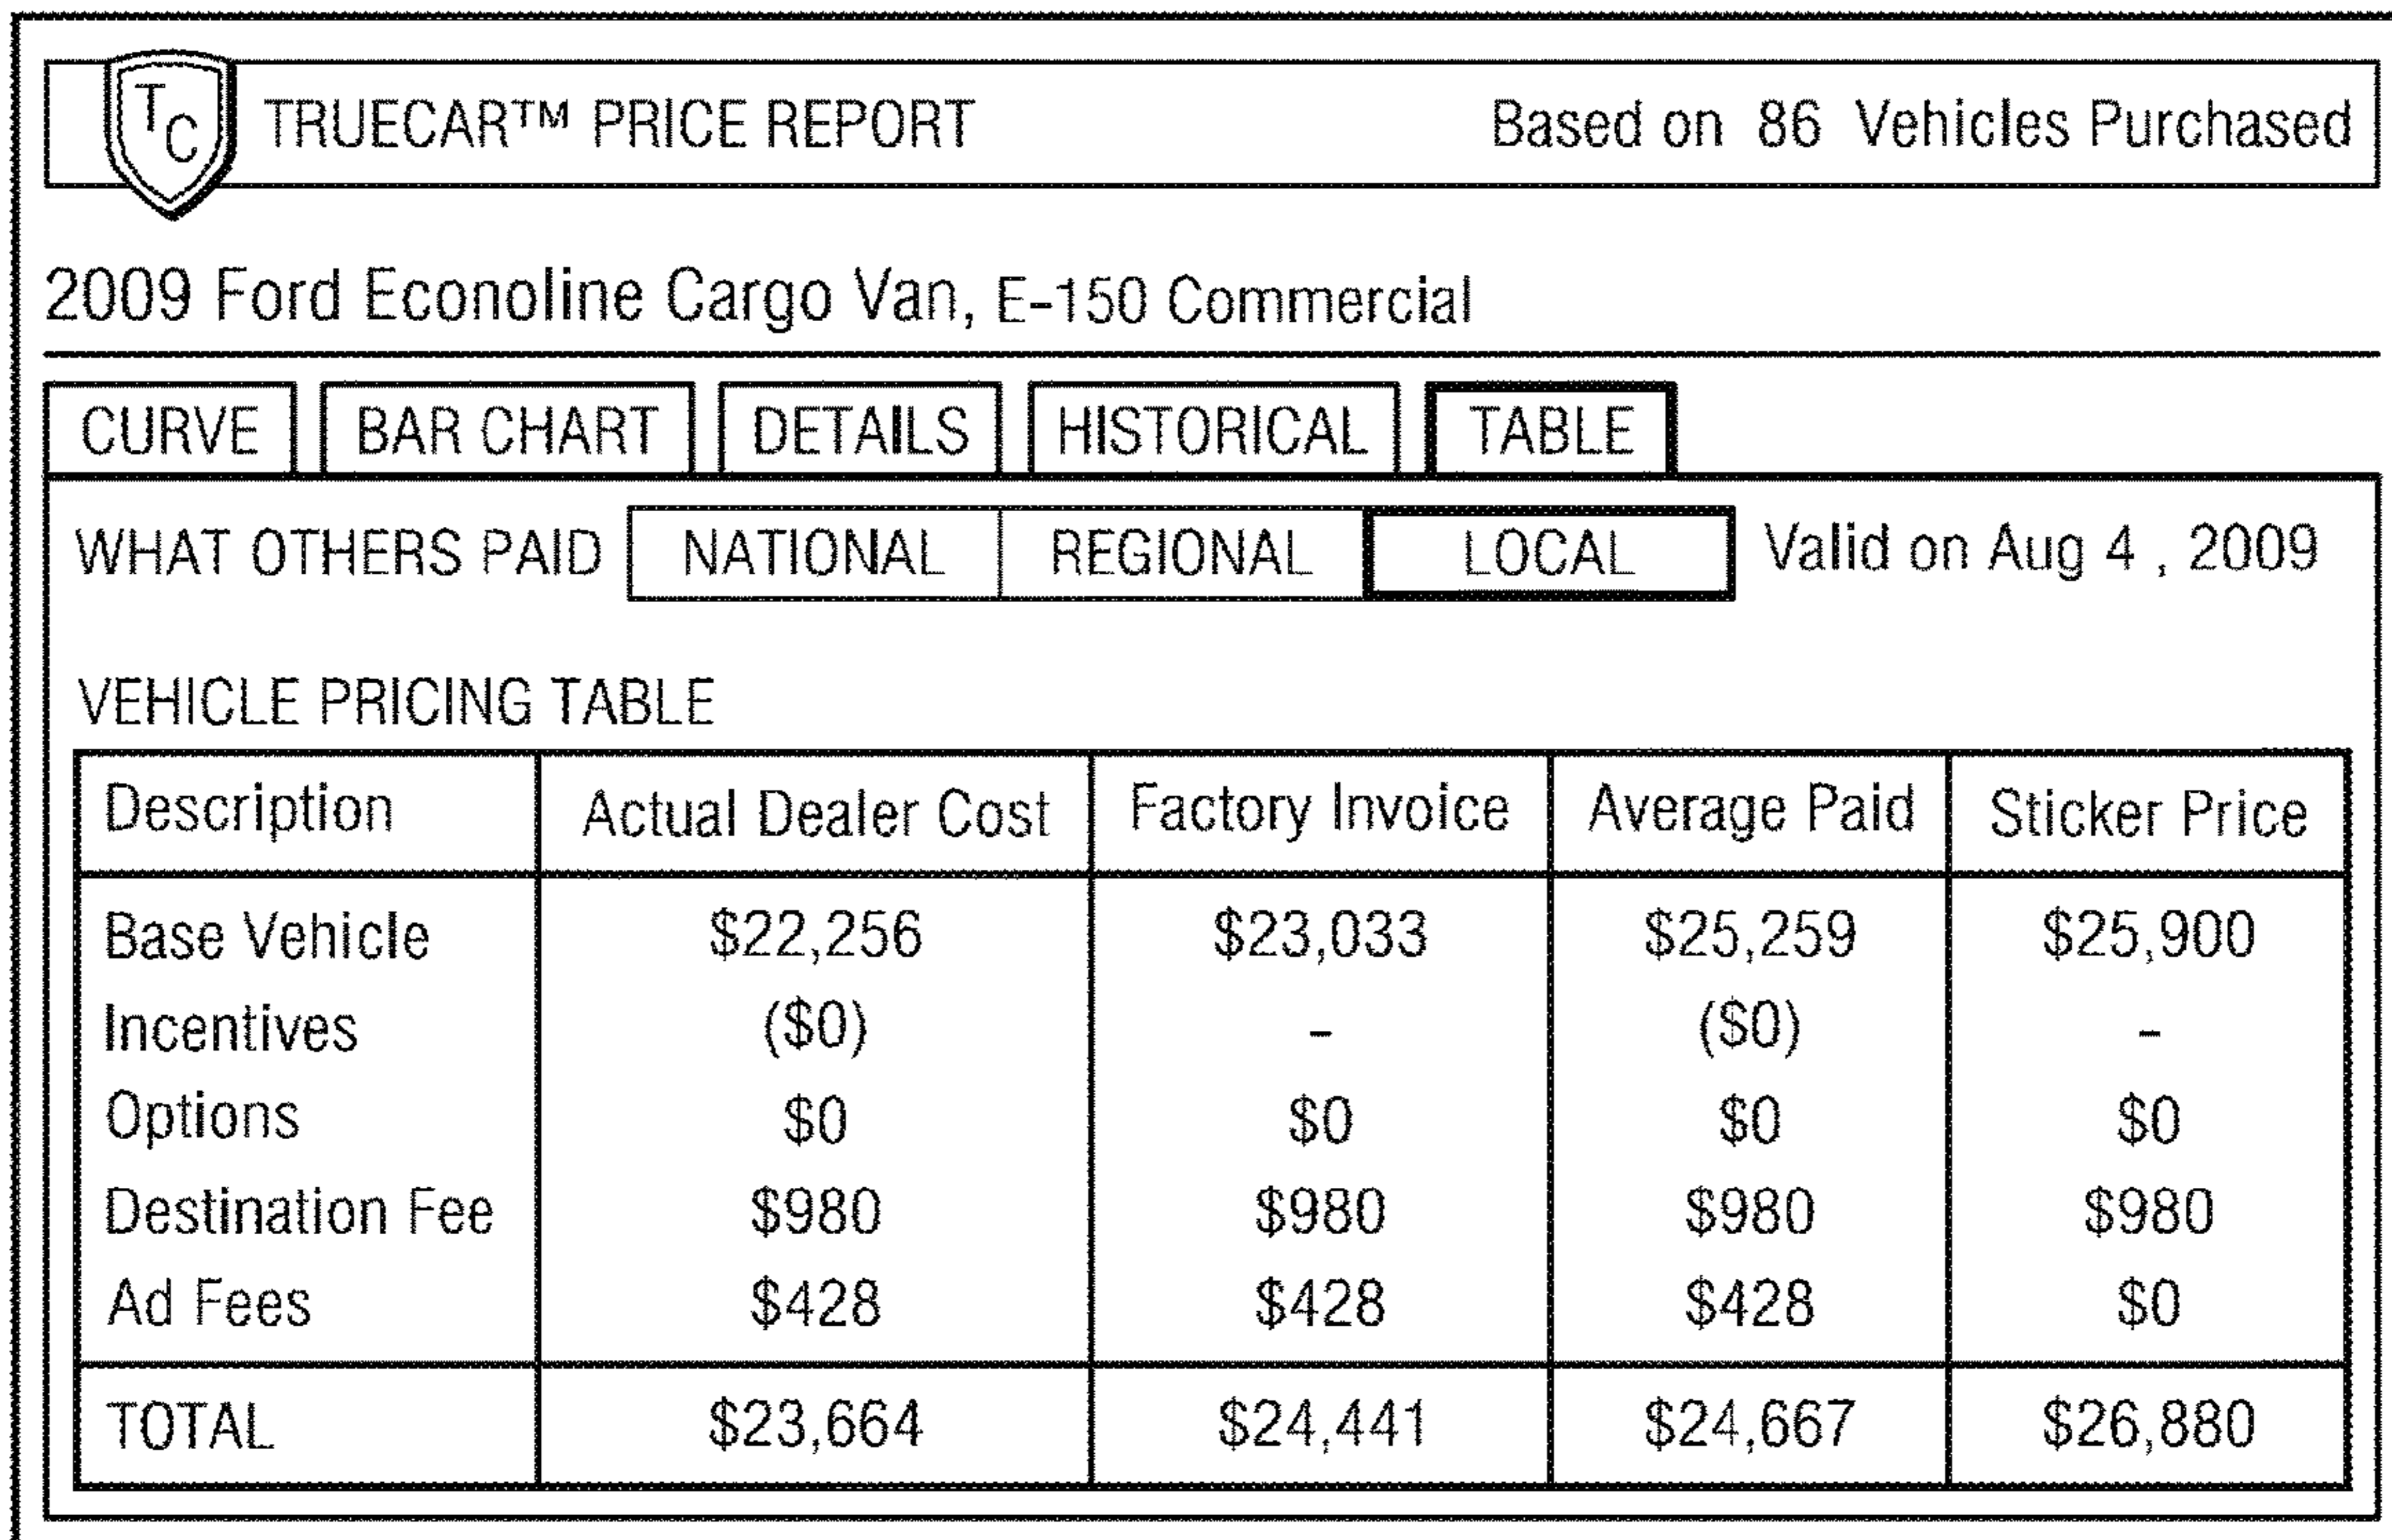 TC TRUECAR™ PRICE REPORT Based on 86 Vehicles Purchased
2009 Ford Econoline Cargo Van, E-150 Commercial
CURVE BAR CHART DETAILS HISTORICAL TABLE
WHAT OTHERS PAID NATIONAL REGIONAL LOCAL Valid on Aug 4 , 2009
VEHICLE PRICING TABLE
Description Actual Dealer Cost Factory Invoice Average Paid Sticker Price
Base Vehicle $22,256 $23,033 $25,259 $25,900
Incentives ($0) - ($0) -
Options $0 $0 $0 $0
Destination Fee $980 $980 $980 $980
Ad Fees $428 $428 $428 $0
TOTAL $23,664 $24,441 $24,667 $26,880